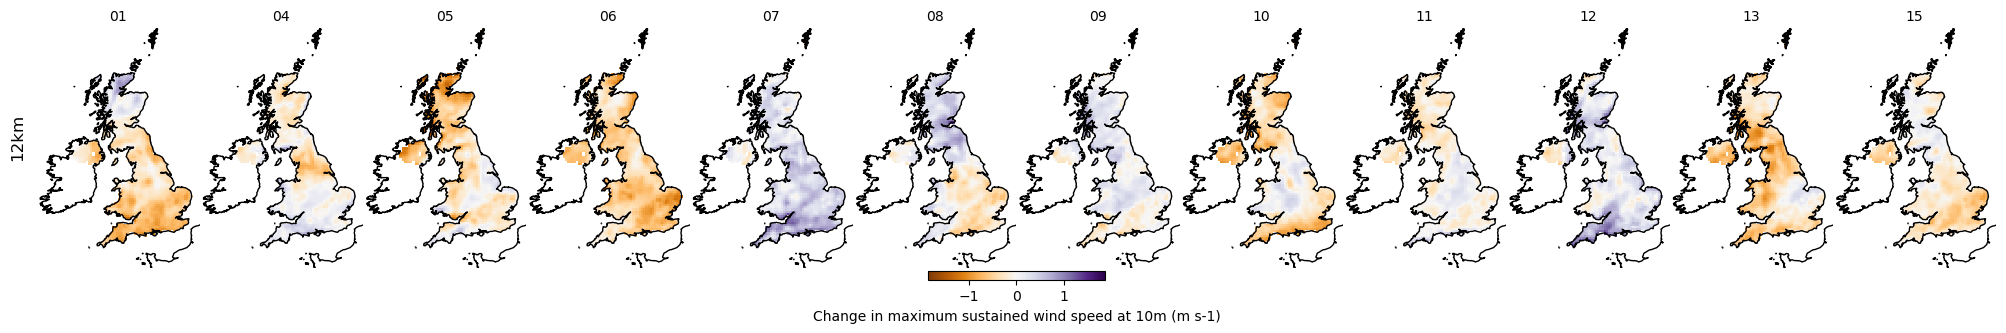 01 04 05 06 07 08 09 10 11 12 13 15
12km
−1 0 1
Change in maximum sustained wind speed at 10m (m s-1)